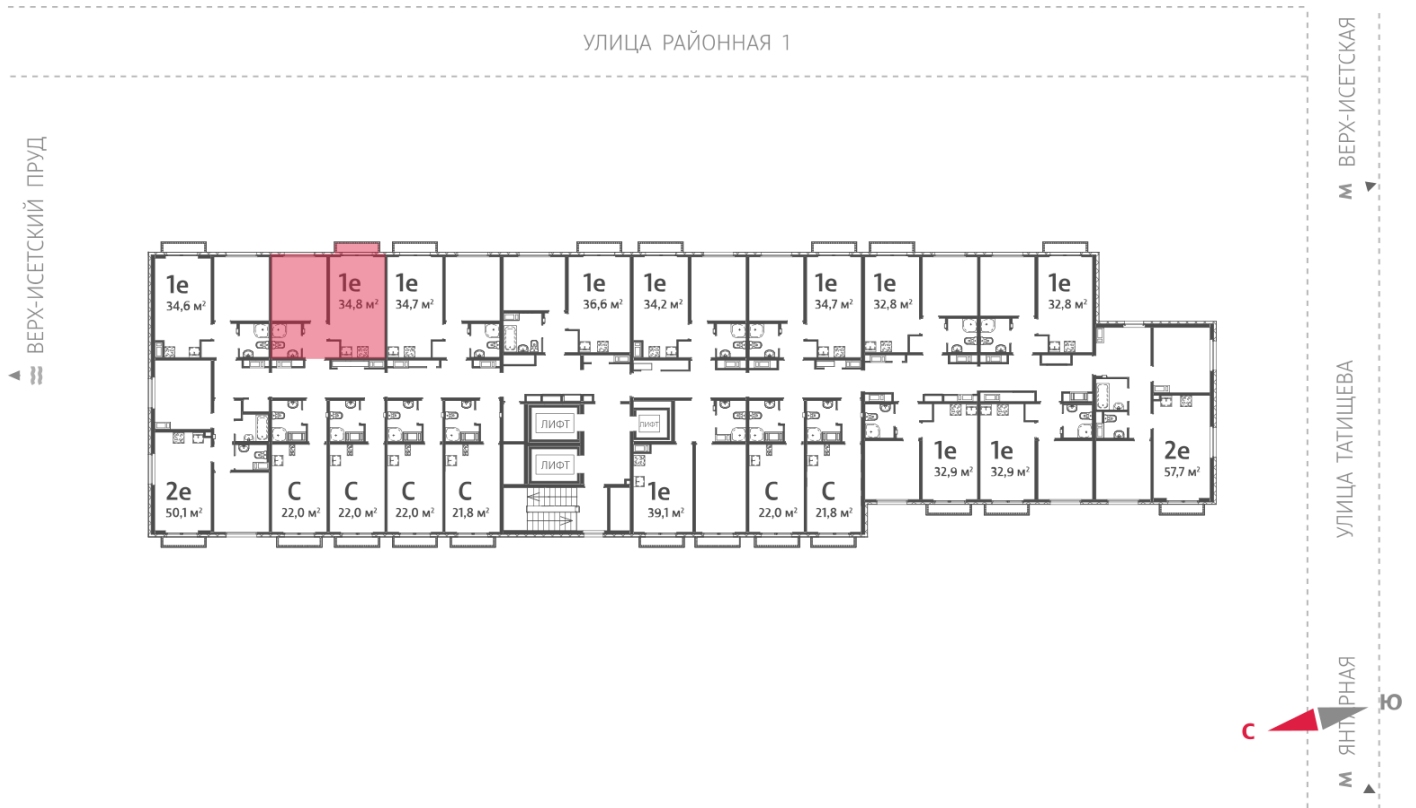 УЛИЦА РАЙОННАЯ 1
М ВЕРХ-ИСЕТСКАЯ
ВЕРХ-ИСЕТСКИЙ ПРУД
1е
34,6 м²
1е
34,8 м²
1е
34,7 м²
1е
36,6 м²
1е
34,2 м²
1е
34,7 м²
1е
32,8 м²
1е
32,8 м²
ЛИФТ
ЛИФТ
ЛИФТ
2е
50,1 м²
С
22,0 м²
С
22,0 м²
С
22,0 м²
С
21,8 м²
1е
39,1 м²
С
22,0 м²
С
21,8 м²
1е
32,9 м²
1е
32,9 м²
2е
57,7 м²
УЛИЦА ТАТИЩЕВА
М ЯНТАРНАЯ
С
Ю